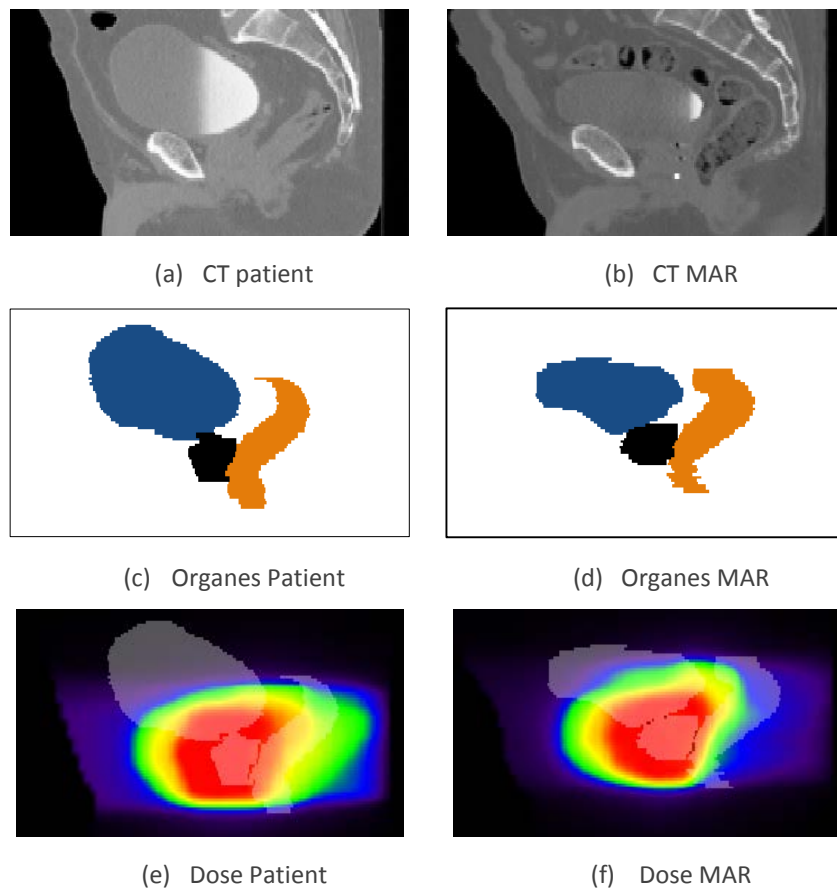 (a) CT patient
(b) CT MAR
(c) Organes Patient
(d) Organes MAR
(e) Dose Patient
(f) Dose MAR